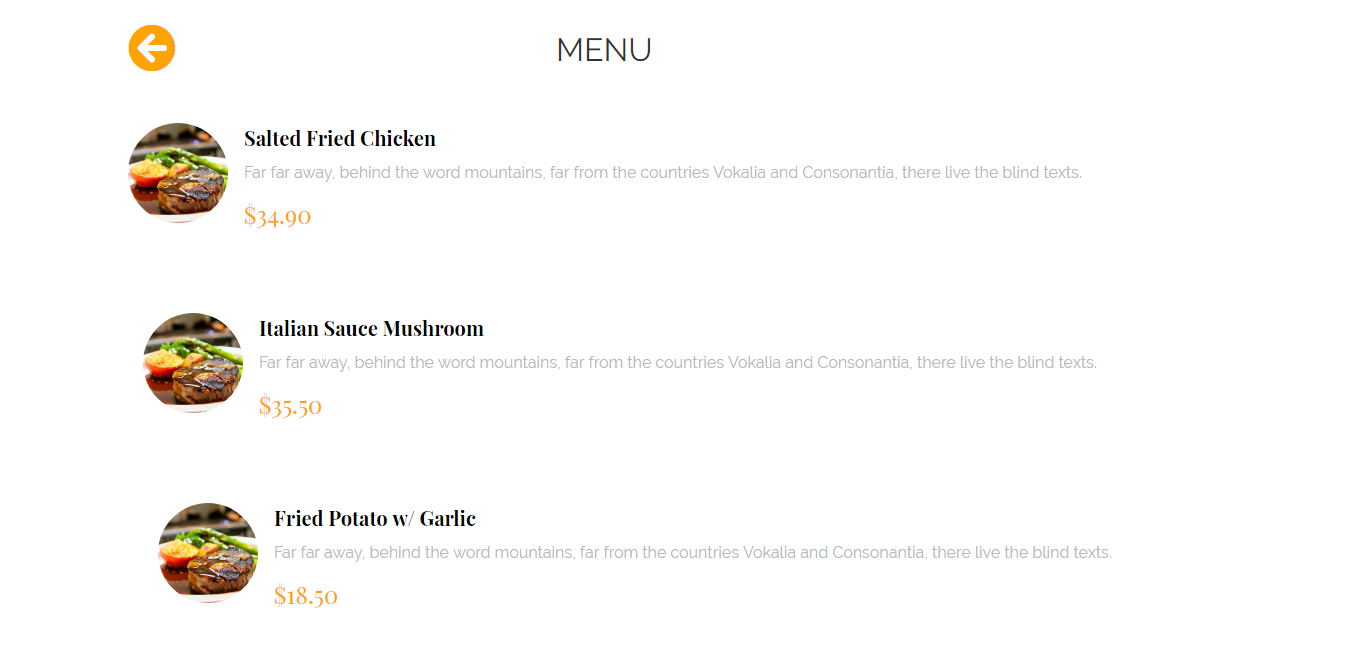 MENU
Salted Fried Chicken
Far far away, behind the word mountains, far from the countries Vokalia and Consonantia, there live the blind texts.
$34.90
Italian Sauce Mushroom
Far far away, behind the word mountains, far from the countries Vokalia and Consonantia, there live the blind texts.
$35.50
Fried Potato w/ Garlic
Far far away, behind the word mountains, far from the countries Vokalia and Consonantia, there live the blind texts.
$18.50